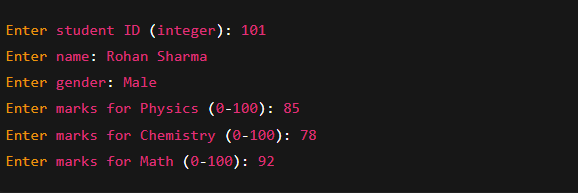 Enter student ID (integer): 101
Enter name: Rohan Sharma
Enter gender: Male
Enter marks for Physics (0-100): 85
Enter marks for Chemistry (0-100): 78
Enter marks for Math (0-100): 92